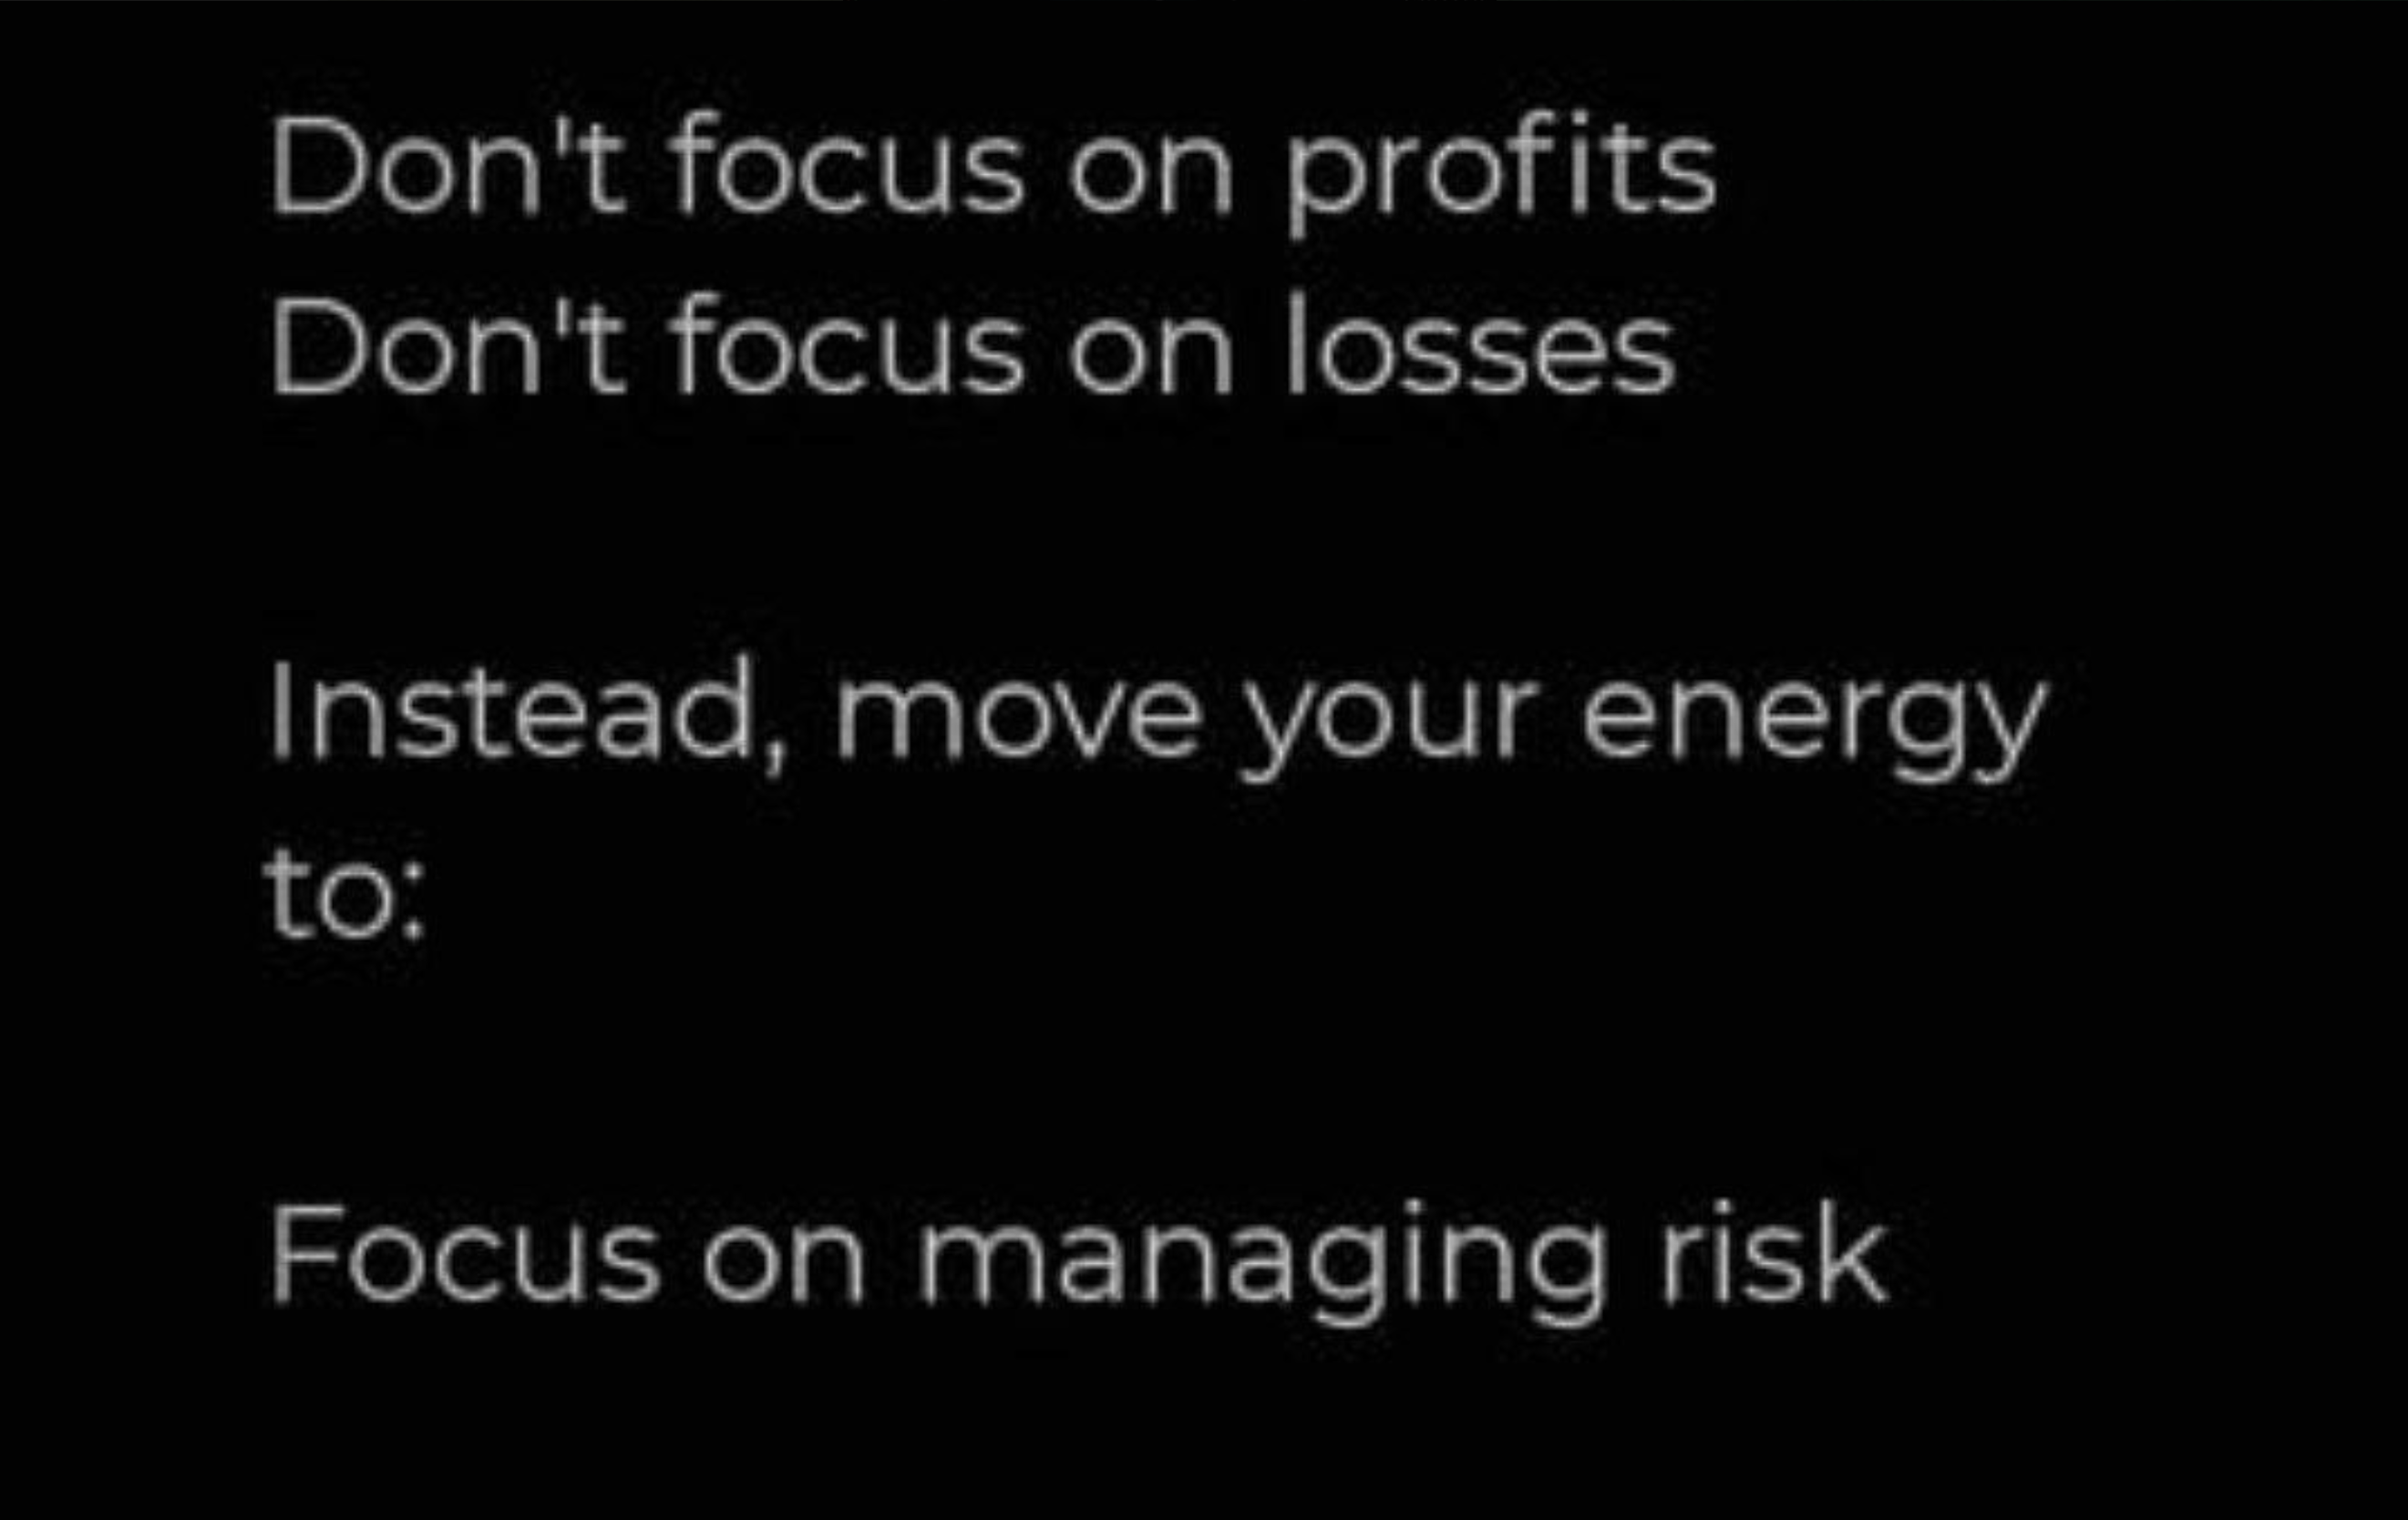 Don't focus on profits
Don't focus on losses
Instead, move your energy
to:
Focus on managing risk